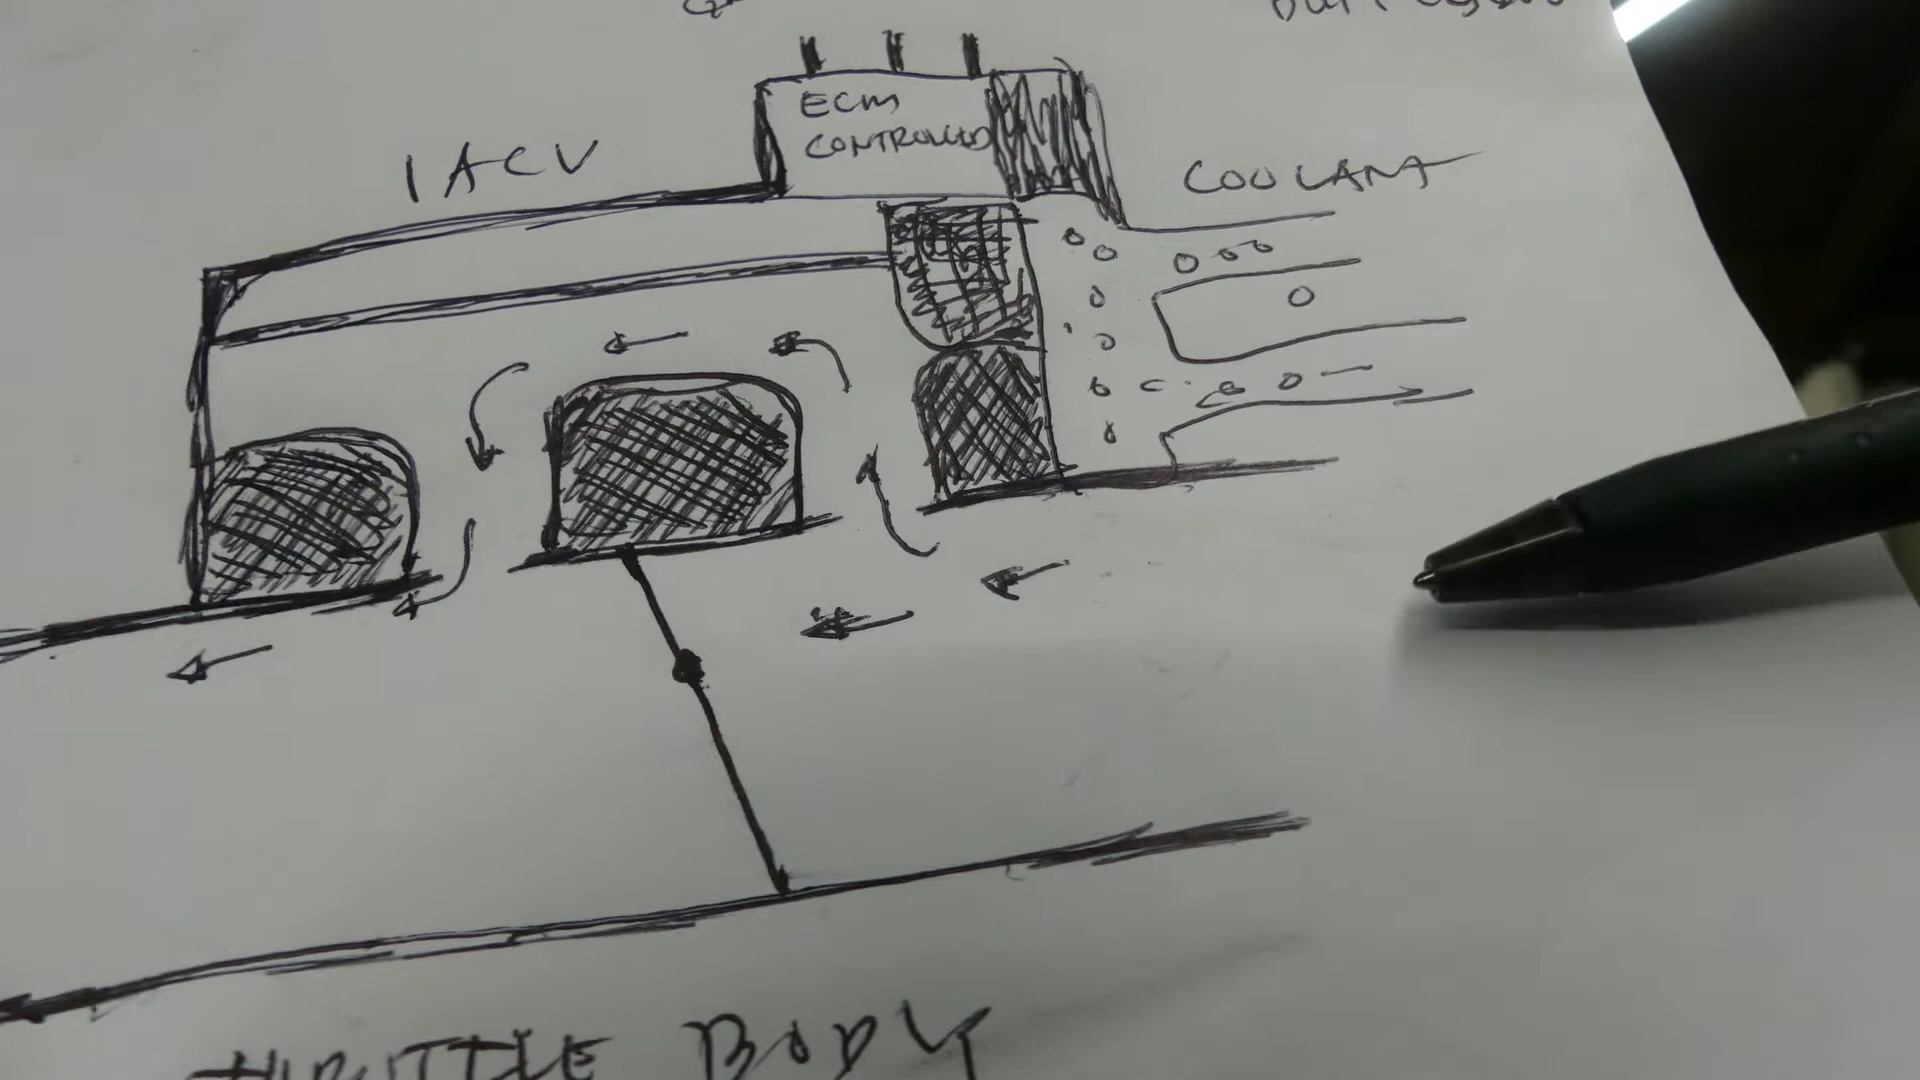 ECM
CONTROLLED
IACV
COOLANT
THROTTLE BODY